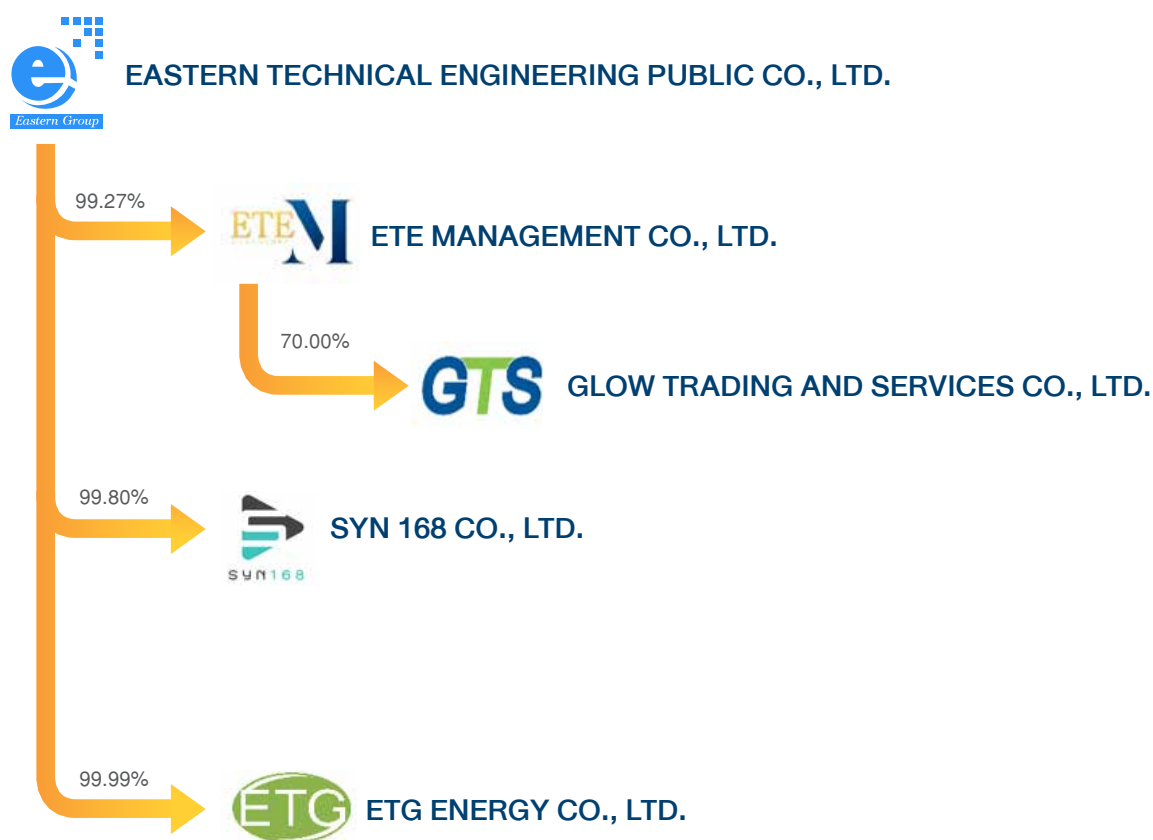 EASTERN TECHNICAL ENGINEERING PUBLIC CO., LTD.
Eastern Group
99.27%
ETE M
ETE MANAGEMENT CO., LTD.
70.00%
GTS
GLOW TRADING AND SERVICES CO., LTD.
99.80%
SYN 168 CO., LTD.
SYN168
99.99%
ETG
ETG ENERGY CO., LTD.